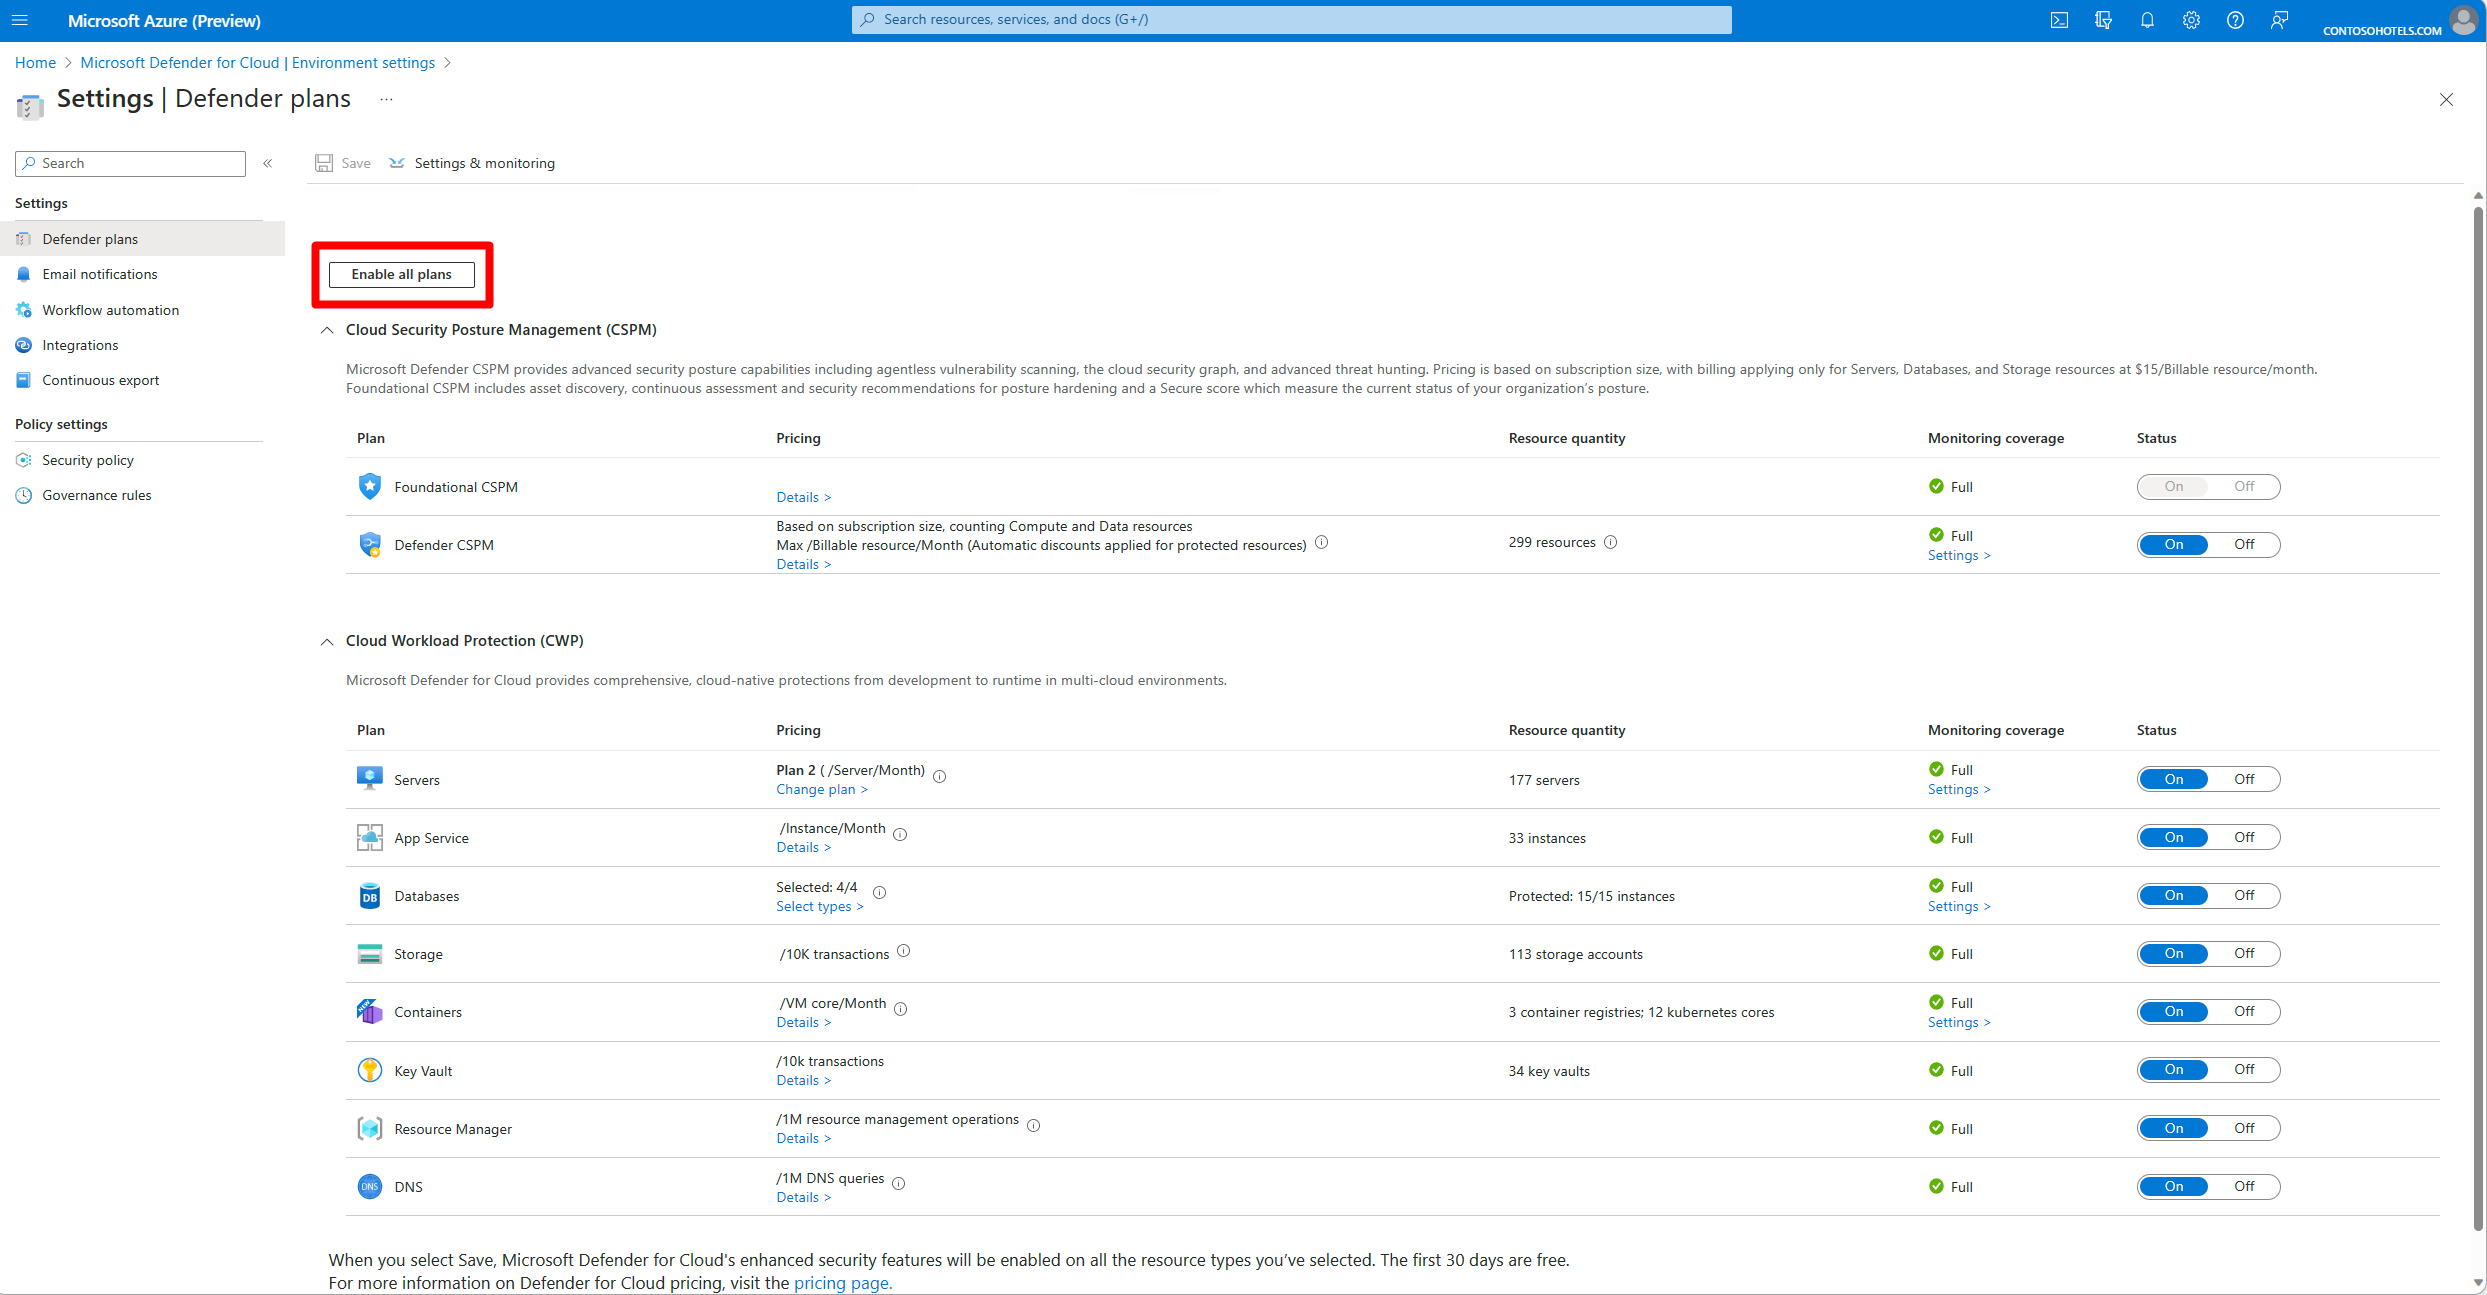 Microsoft Azure (Preview)
Search resources, services, and docs (G+/)
CONTOSOHOTELS.COM
Home > Microsoft Defender for Cloud | Environment settings >
Settings | Defender plans ...
Search «
Save Settings & monitoring
Settings
Defender plans
Email notifications
Workflow automation
Integrations
Continuous export
Policy settings
Security policy
Governance rules
Enable all plans
Cloud Security Posture Management (CSPM)
Microsoft Defender CSPM provides advanced security posture capabilities including agentless vulnerability scanning, the cloud security graph, and advanced threat hunting. Pricing is based on subscription size, with billing applying only for Servers, Databases, and Storage resources at $15/Billable resource/month.
Foundational CSPM includes asset discovery, continuous assessment and security recommendations for posture hardening and a Secure score which measure the current status of your organization's posture.
Plan Pricing Resource quantity Monitoring coverage Status
Foundational CSPM Details > Full On Off
Based on subscription size, counting Compute and Data resources
Defender CSPM Max /Billable resource/Month (Automatic discounts applied for protected resources) 299 resources Full On Off
Details > Settings >
Cloud Workload Protection (CWP)
Microsoft Defender for Cloud provides comprehensive, cloud-native protections from development to runtime in multi-cloud environments.
Plan Pricing Resource quantity Monitoring coverage Status
Servers Plan 2 ( /Server/Month) 177 servers Full On Off
Change plan > Settings >
App Service /Instance/Month 33 instances Full On Off
Details >
DB Databases Selected: 4/4 Protected: 15/15 instances Full On Off
Select types > Settings >
Storage /10K transactions 113 storage accounts Full On Off
Containers /VM core/Month 3 container registries; 12 kubernetes cores Full On Off
Details > Settings >
Key Vault /10k transactions 34 key vaults Full On Off
Details >
Resource Manager /1M resource management operations Full On Off
Details >
DNS DNS /1M DNS queries Full On Off
Details >
When you select Save, Microsoft Defender for Cloud's enhanced security features will be enabled on all the resource types you've selected. The first 30 days are free.
For more information on Defender for Cloud pricing, visit the pricing page.